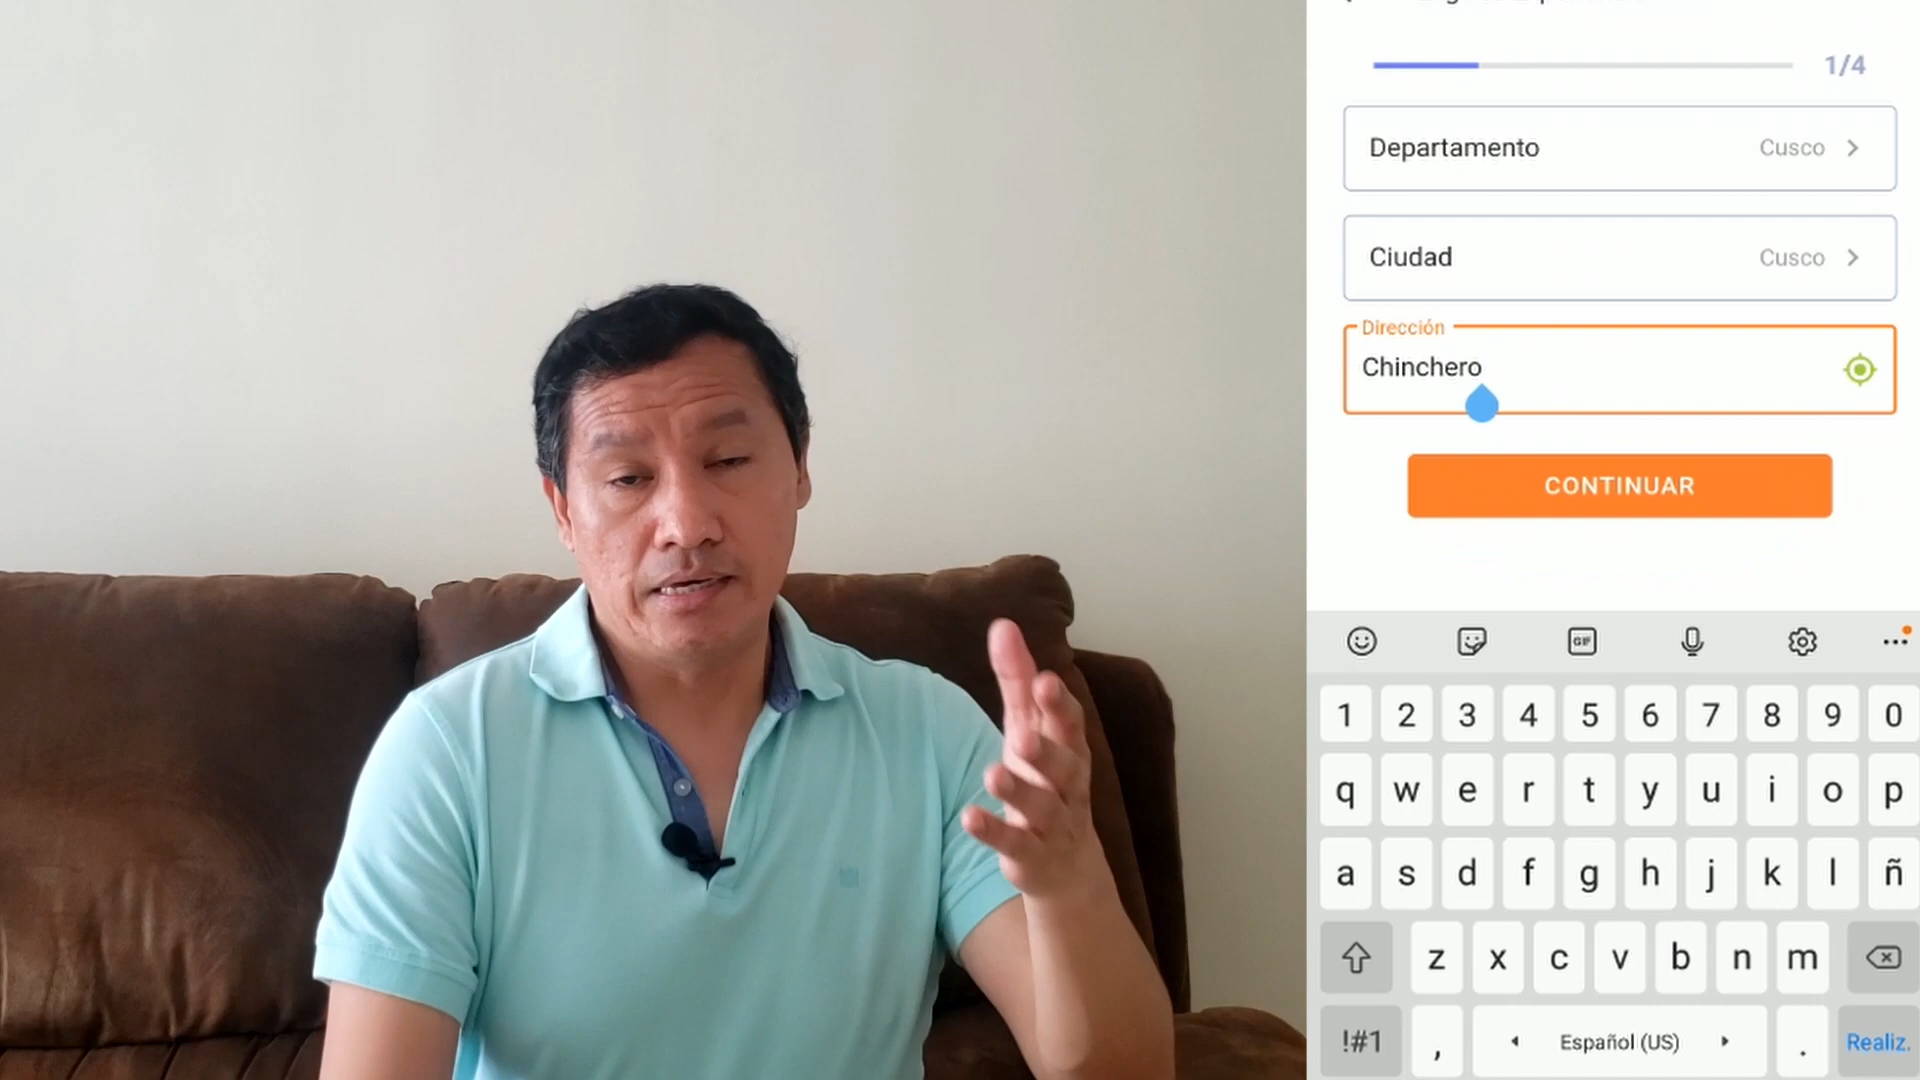 1/4
Departamento Cusco
Ciudad Cusco
Dirección
Chinchero
CONTINUAR
GIF
1 2 3 4 5 6 7 8 9 0
q w e r t y u i o p
a s d f g h j k l ñ
z x c v b n m
!#1 , Español (US) . Realiz.